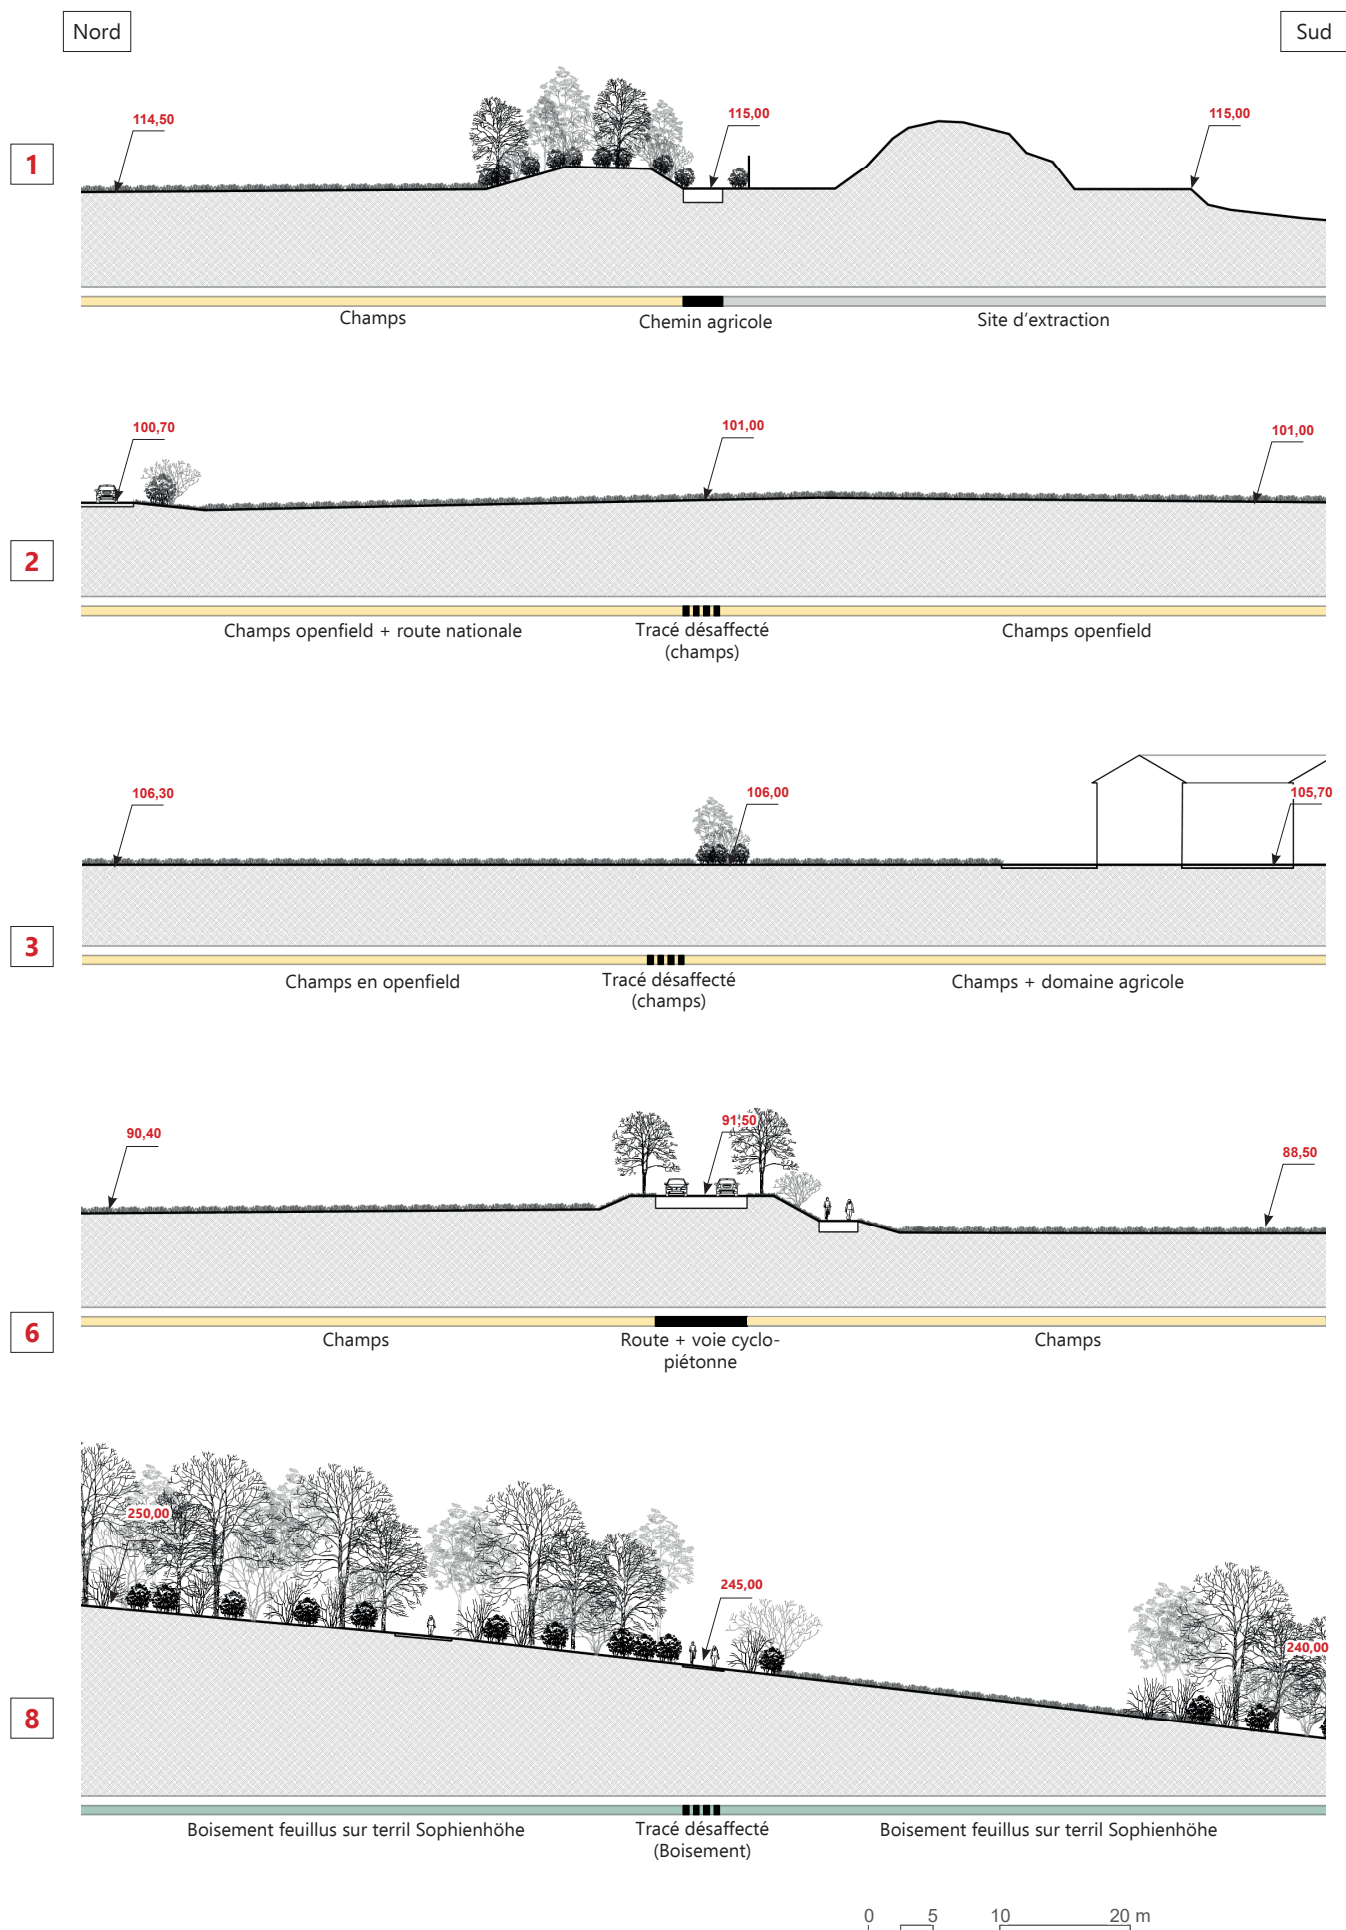 Nord
Sud
114,50
115,00
115,00
1
Champs
Chemin agricole
Site d'extraction
100,70
101,00
101,00
2
Champs openfield + route nationale
Tracé désaffecté
(champs)
Champs openfield
106,30
106,00
105,70
3
Champs en openfield
Tracé désaffecté
(champs)
Champs + domaine agricole
90,40
91,50
88,50
6
Champs
Route + voie cyclo-
piétonne
Champs
250,00
245,00
240,00
8
Boisement feuillus sur terril Sophienhöhe
Tracé désaffecté
(Boisement)
Boisement feuillus sur terril Sophienhöhe
0 5 10 20 m